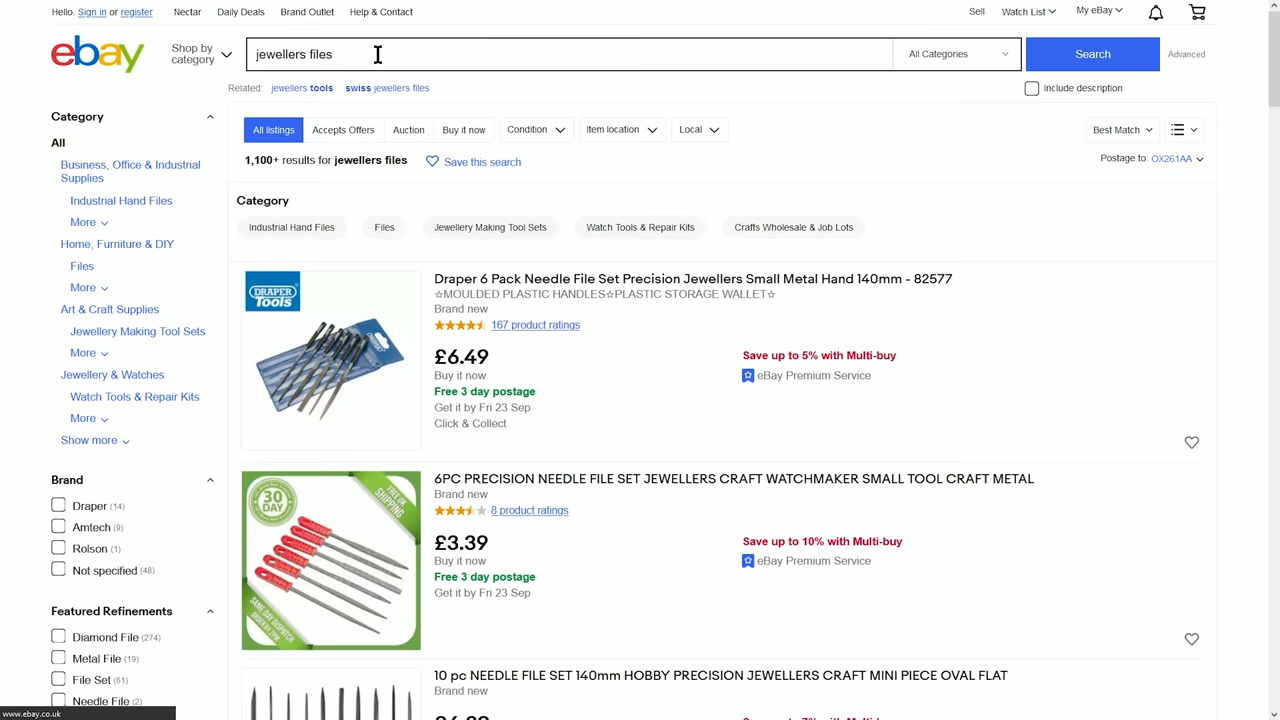 Hello. Sign in or register
Nectar
Daily Deals
Brand Outlet
Help & Contact
Sell
Watch List
My eBay
ebay
Shop by
category
jewellers files
All Categories
Search
Advanced
Related: jewellers tools swiss jewellers files
Include description
Category
All
Business, Office & Industrial
Supplies
Industrial Hand Files
More
Home, Furniture & DIY
Files
More
Art & Craft Supplies
Jewellery Making Tool Sets
More
Jewellery & Watches
Watch Tools & Repair Kits
More
Show more
Brand
Draper (14)
Amtech (9)
Rolson (1)
Not specified (48)
Featured Refinements
Diamond File (274)
Metal File (19)
File Set (61)
Needle File (2)
www.ebay.co.uk
All listings
Accepts Offers
Auction
Buy it now
Condition
Item location
Local
Best Match
1,100+ results for jewellers files
Save this search
Postage to: OX261AA
Category
Industrial Hand Files
Files
Jewellery Making Tool Sets
Watch Tools & Repair Kits
Crafts Wholesale & Job Lots
DRAPER
TOOLS
Draper 6 Pack Needle File Set Precision Jewellers Small Metal Hand 140mm - 82577
☆MOULDED PLASTIC HANDLES☆PLASTIC STORAGE WALLET☆
Brand new
167 product ratings
£6.49
Buy it now
Free 3 day postage
Get it by Fri 23 Sep
Click & Collect
Save up to 5% with Multi-buy
eBay Premium Service
30
DAY
FREE UK
SHIPPING
SAME DAY DISPATCH
6PC PRECISION NEEDLE FILE SET JEWELLERS CRAFT WATCHMAKER SMALL TOOL CRAFT METAL
Brand new
8 product ratings
£3.39
Buy it now
Free 3 day postage
Get it by Fri 23 Sep
Save up to 10% with Multi-buy
eBay Premium Service
10 pc NEEDLE FILE SET 140mm HOBBY PRECISION JEWELLERS CRAFT MINI PIECE OVAL FLAT
Brand new